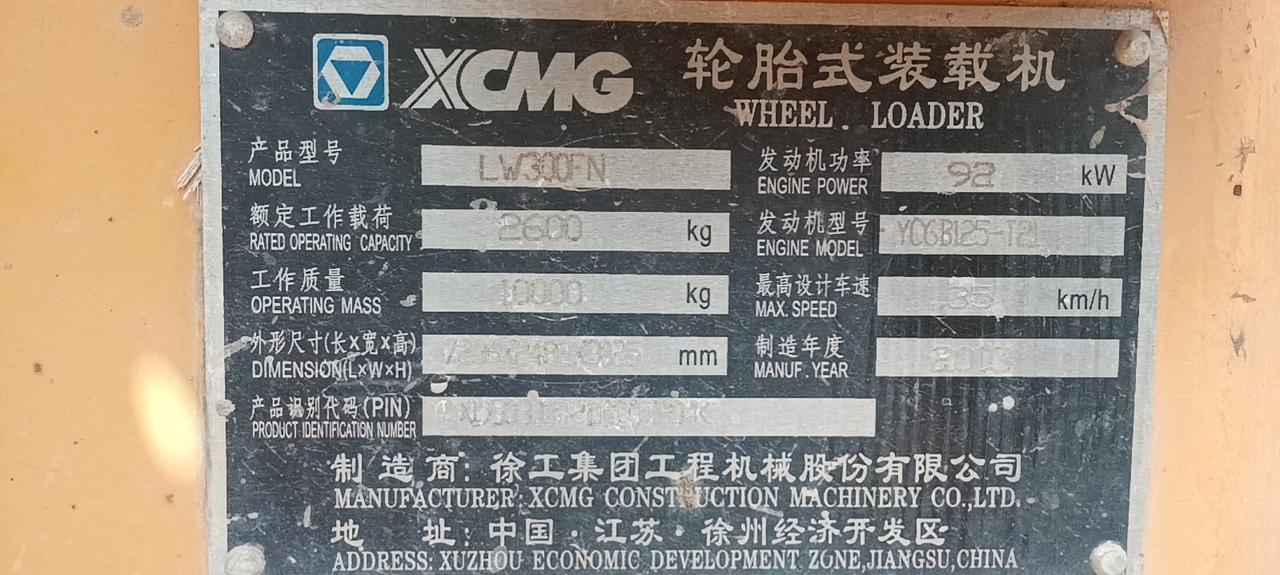 XCMG 轮胎式装载机
WHEEL LOADER
产品型号 LW300FN
MODEL
发动机功率 92 kW
ENGINE POWER
额定工作载荷 2600 kg
RATED OPERATING CAPACITY
发动机型号
ENGINE MODEL
工作质量 10000 kg
OPERATING MASS
最高设计车速 35 km/h
MAX. SPEED
外形尺寸(长×宽×高) mm
DIMENSION(L×W×H)
制造年度
MANUF. YEAR
产品识别代码(PIN)
PRODUCT IDENTIFICATION NUMBER
制造商: 徐工集团工程机械股份有限公司
MANUFACTURER: XCMG CONSTRUCTION MACHINERY CO.,LTD.
地 址: 中国·江苏·徐州经济开发区
ADDRESS: XUZHOU ECONOMIC DEVELOPMENT ZONE,JIANGSU,CHINA